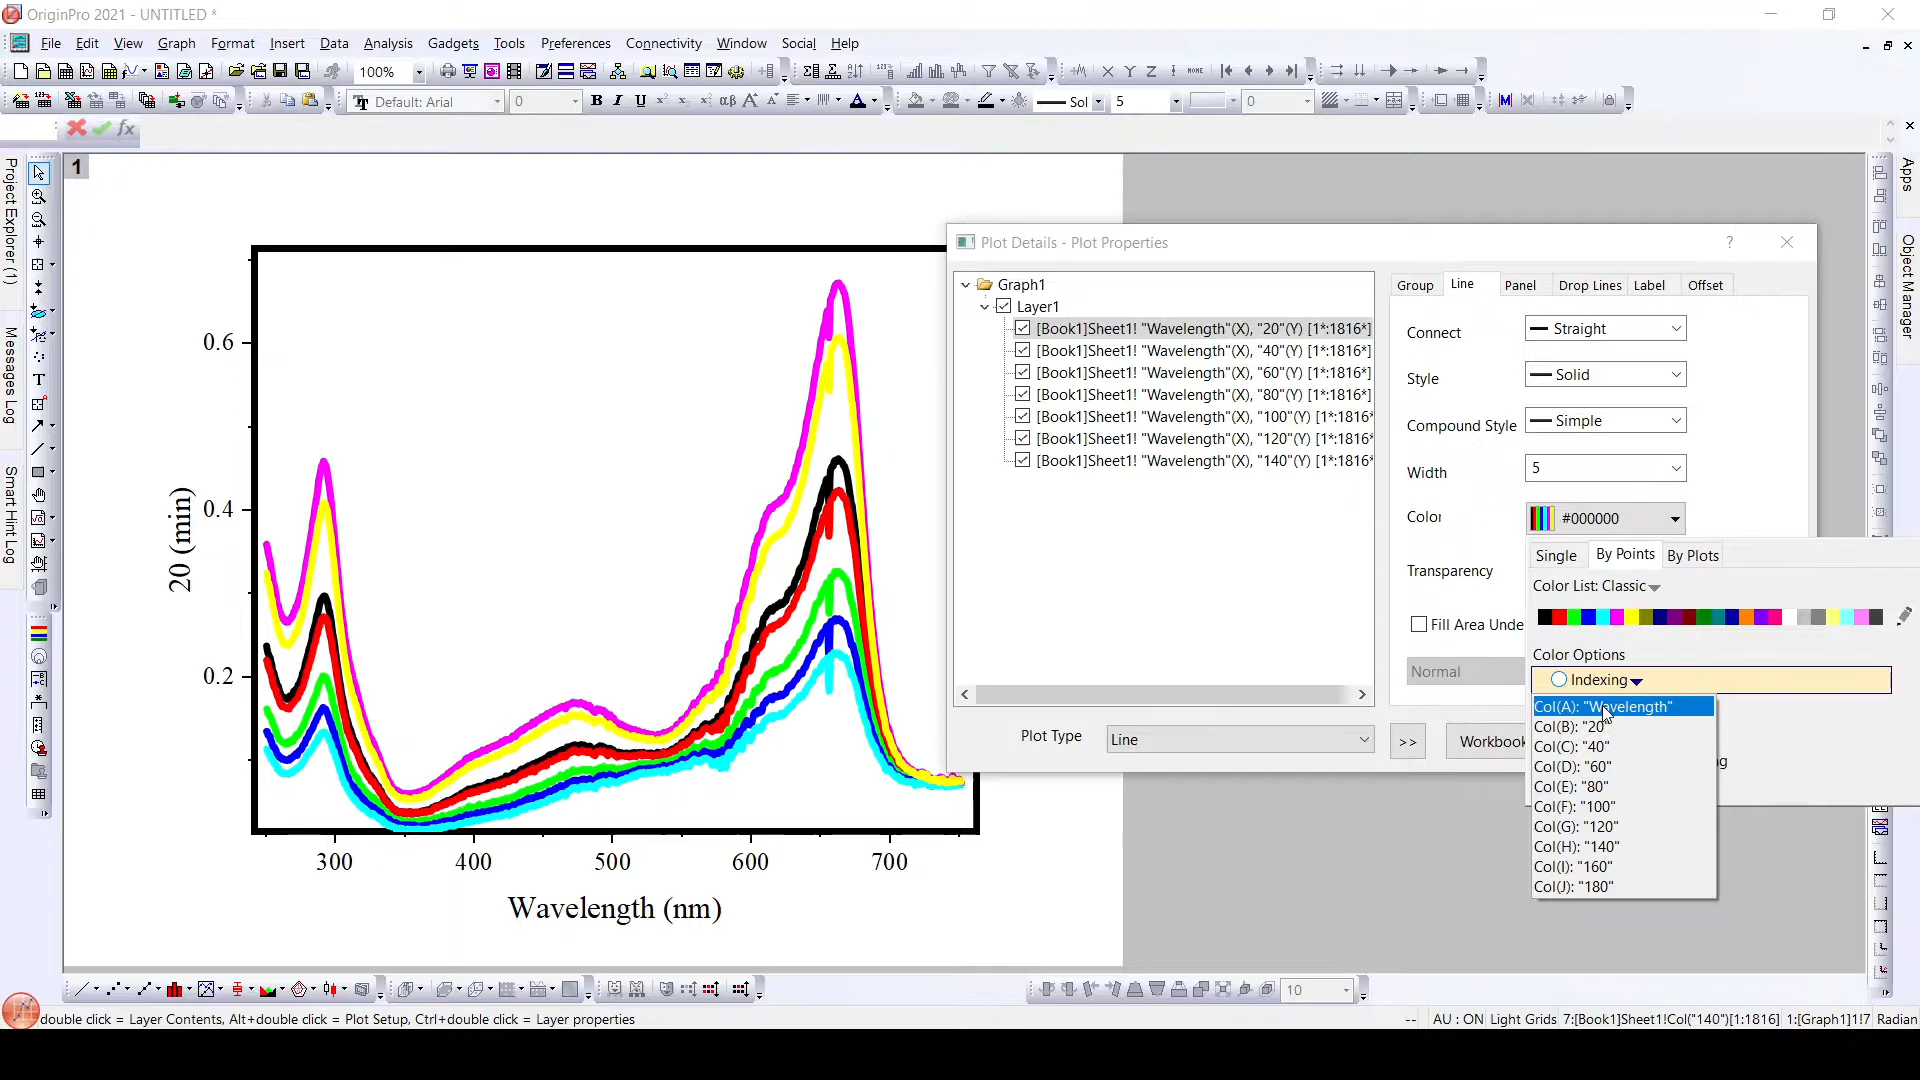 OriginPro 2021 - UNTITLED *
File Edit View Graph Format Insert Data Analysis Gadgets Tools Preferences Connectivity Window Social Help
100%
Default: Arial 0 B I U Sol 5 0
fx
Project Explorer (1)
Messages Log
Smart Hint Log
Apps
Object Manager
1
0.6
0.4
0.2
20 (min)
300 400 500 600 700
Wavelength (nm)
Plot Details - Plot Properties
Graph1
Layer1
[Book1]Sheet1! "Wavelength"(X), "20"(Y) [1*:1816*]
[Book1]Sheet1! "Wavelength"(X), "40"(Y) [1*:1816*]
[Book1]Sheet1! "Wavelength"(X), "60"(Y) [1*:1816*]
[Book1]Sheet1! "Wavelength"(X), "80"(Y) [1*:1816*]
[Book1]Sheet1! "Wavelength"(X), "100"(Y) [1*:1816*
[Book1]Sheet1! "Wavelength"(X), "120"(Y) [1*:1816*
[Book1]Sheet1! "Wavelength"(X), "140"(Y) [1*:1816*
Plot Type Line
>> Workbook
Group Line Panel Drop Lines Label Offset
Connect Straight
Style Solid
Compound Style Simple
Width 5
Color #000000
Transparency
Fill Area Unde
Normal
Single By Points By Plots
Color List: Classic
Color Options
Indexing
Col(A): "Wavelength"
Col(B): "20"
Col(C): "40"
Col(D): "60"
Col(E): "80"
Col(F): "100"
Col(G): "120"
Col(H): "140"
Col(I): "160"
Col(J): "180"
10
double click = Layer Contents, Alt+double click = Plot Setup, Ctrl+double click = Layer properties
-- AU : ON Light Grids 7:[Book1]Sheet1!Col("140")[1:1816] 1:[Graph1]1!7 Radian